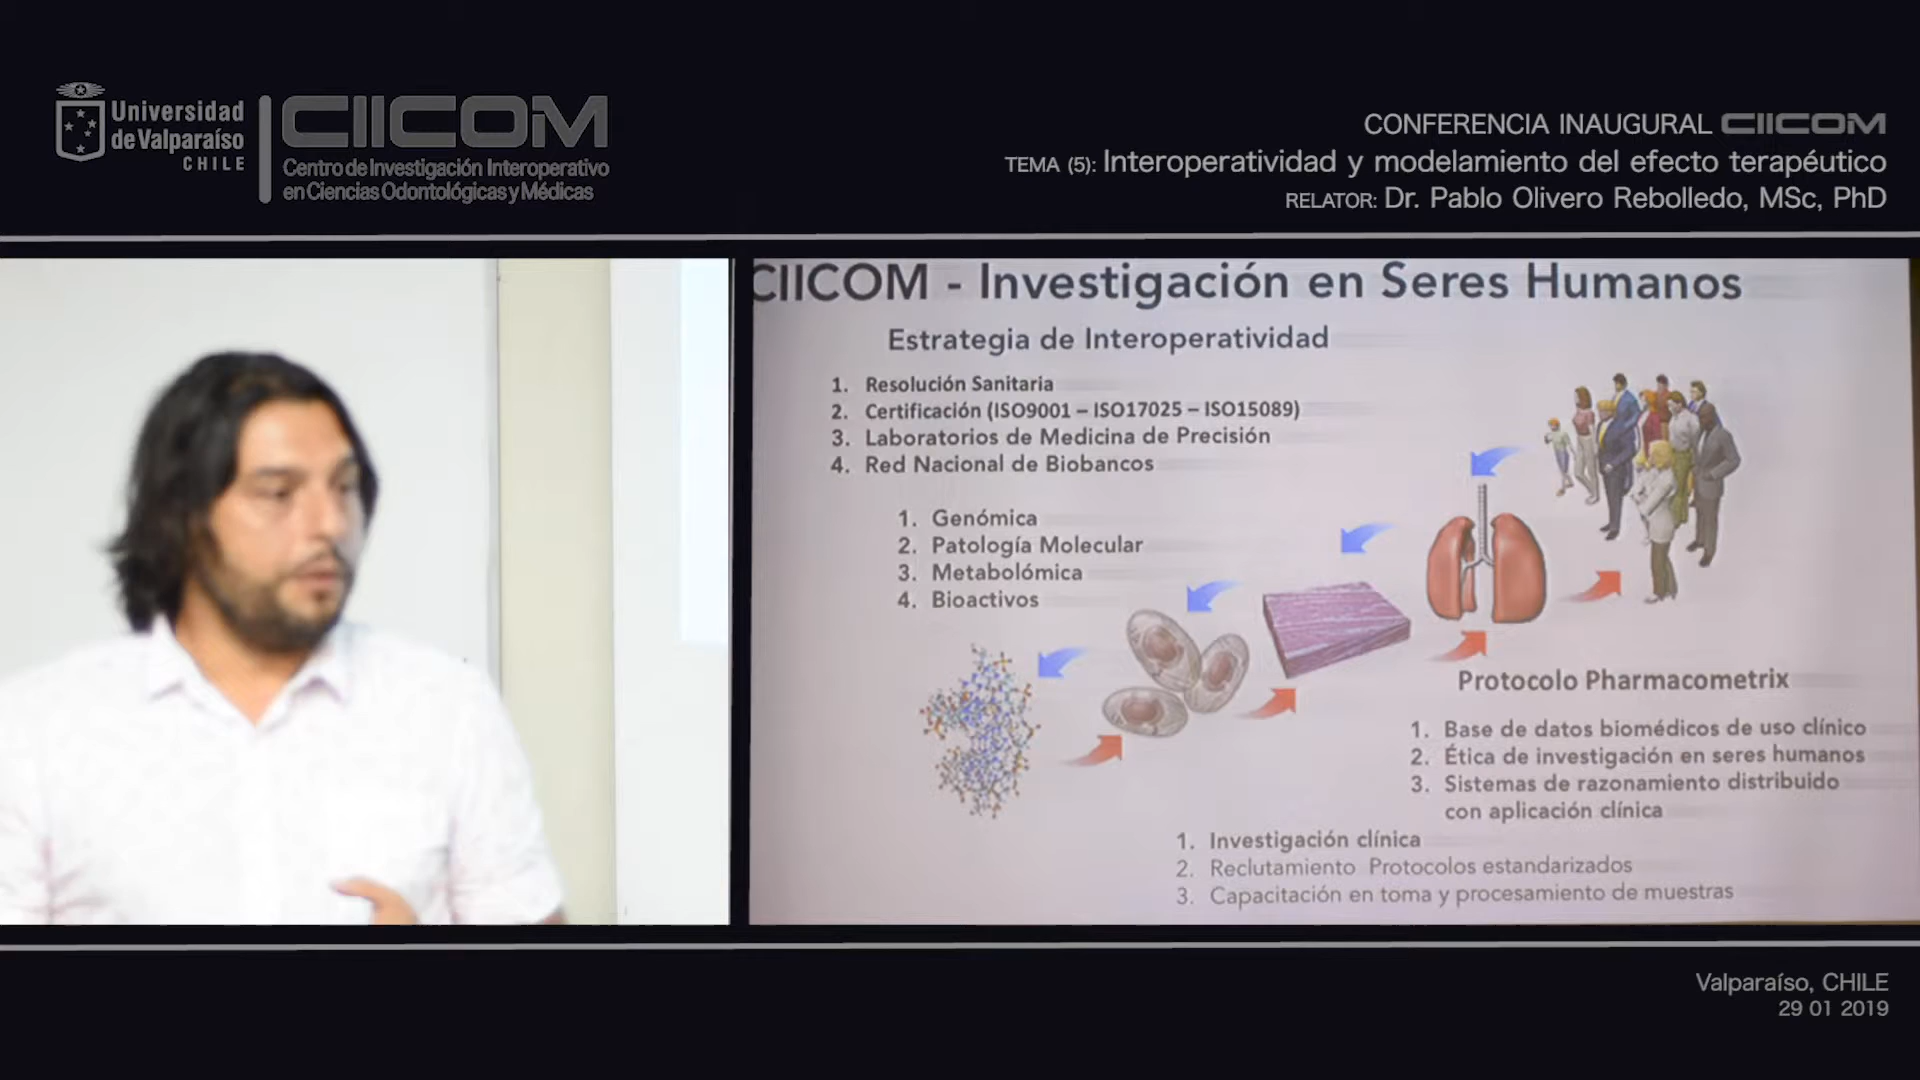 Universidad
de Valparaíso
CHILE
CIICOM
Centro de Investigación Interoperativo
en Ciencias Odontológicas y Médicas
CONFERENCIA INAUGURAL CIICOM
TEMA (5): Interoperatividad y modelamiento del efecto terapéutico
RELATOR: Dr. Pablo Olivero Rebolledo, MSc, PhD
CIICOM - Investigación en Seres Humanos
Estrategia de Interoperatividad
1. Resolución Sanitaria
2. Certificación (ISO9001 – ISO17025 – ISO15089)
3. Laboratorios de Medicina de Precisión
4. Red Nacional de Biobancos
1. Genómica
2. Patología Molecular
3. Metabolómica
4. Bioactivos
Protocolo Pharmacometrix
1. Base de datos biomédicos de uso clínico
2. Ética de investigación en seres humanos
3. Sistemas de razonamiento distribuido
con aplicación clínica
1. Investigación clínica
2. Reclutamiento Protocolos estandarizados
3. Capacitación en toma y procesamiento de muestras
Valparaíso, CHILE
29 01 2019